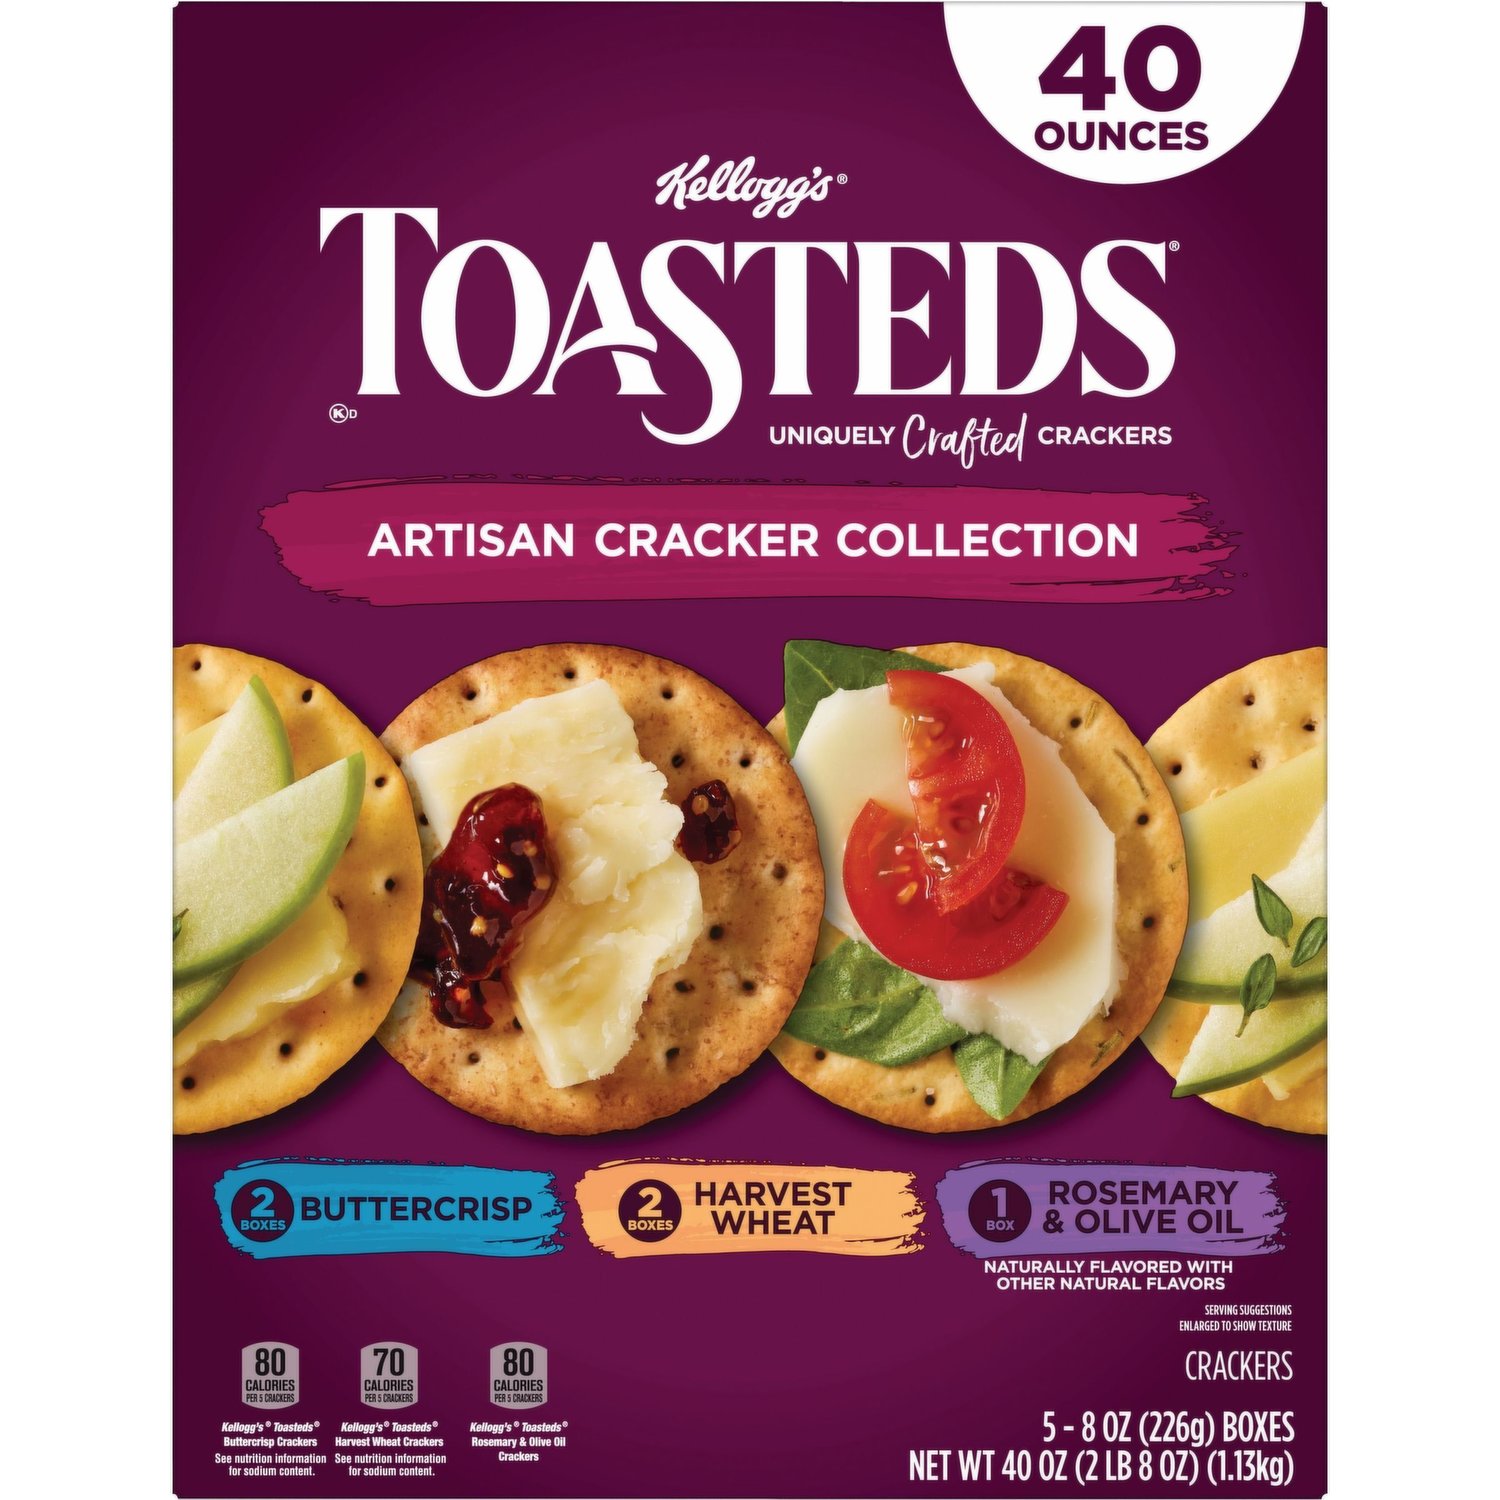 40
OUNCES
Kellogg's®
TOASTEDS®
KD
UNIQUELY Crafted CRACKERS
ARTISAN CRACKER COLLECTION
2
BOXES
BUTTERCRISP
2
BOXES
HARVEST
WHEAT
1
BOX
ROSEMARY
& OLIVE OIL
NATURALLY FLAVORED WITH
OTHER NATURAL FLAVORS
SERVING SUGGESTIONS
ENLARGED TO SHOW TEXTURE
CRACKERS
5 - 8 OZ (226g) BOXES
NET WT 40 OZ (2 LB 8 OZ) (1.13kg)
80
CALORIES
PER 5 CRACKERS
Kellogg's® Toasteds®
Buttercrisp Crackers
See nutrition information
for sodium content.
70
CALORIES
PER 5 CRACKERS
Kellogg's® Toasteds®
Harvest Wheat Crackers
See nutrition information
for sodium content.
80
CALORIES
PER 5 CRACKERS
Kellogg's® Toasteds®
Rosemary & Olive Oil
Crackers